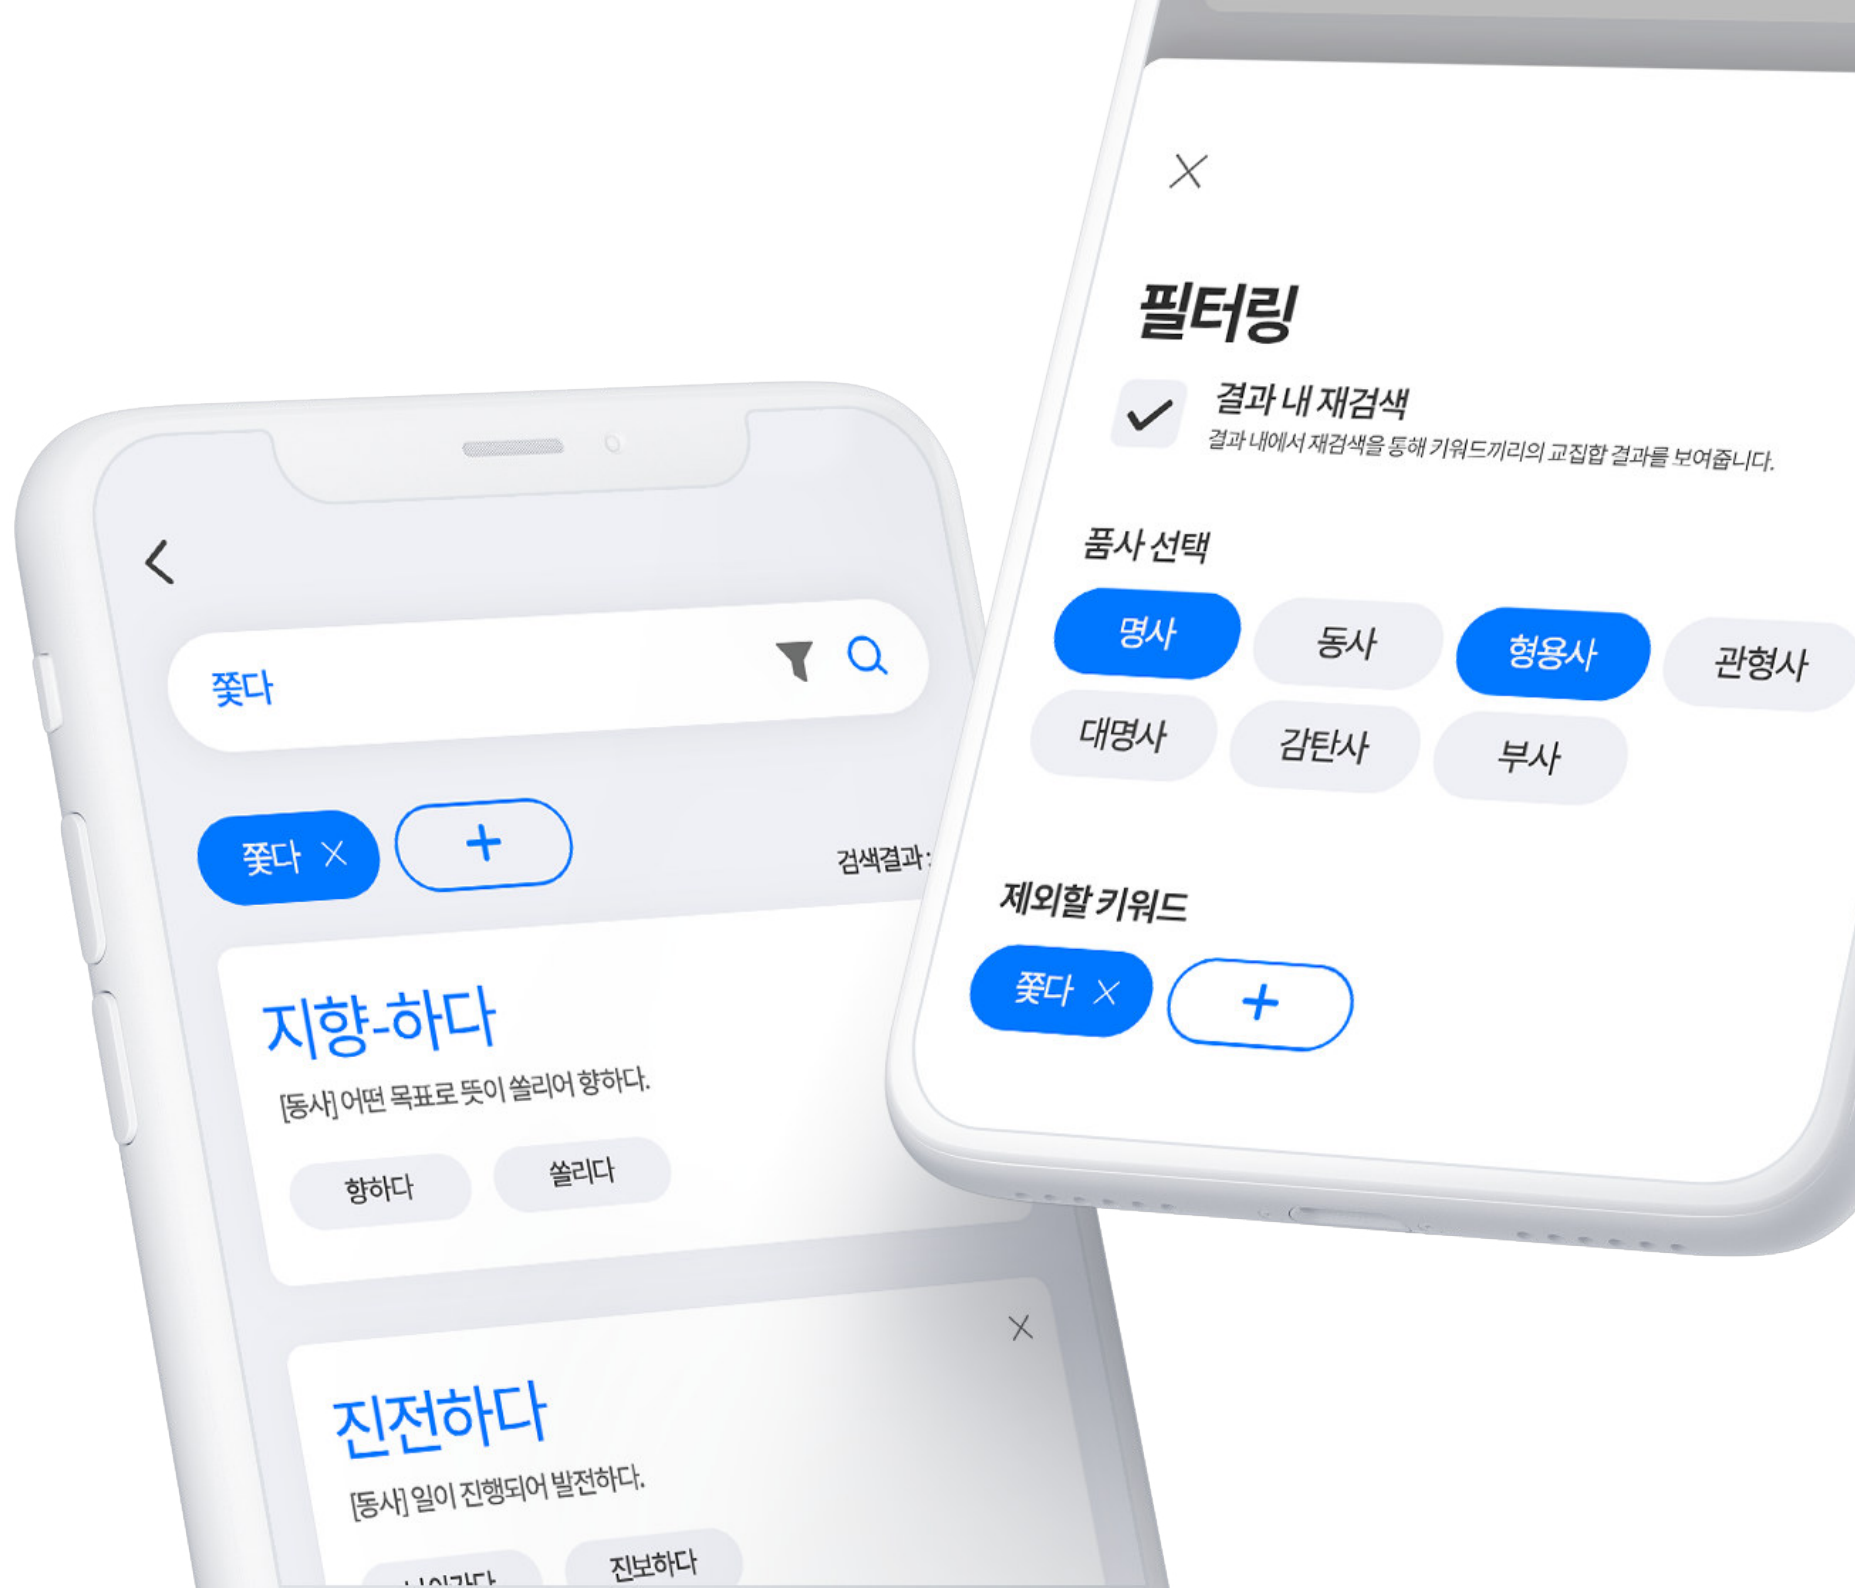 쫓다
쫓다
검색결과 :
지향-하다
[동사] 어떤 목표로 뜻이 쏠리어 향하다.
향하다 쏠리다
진전하다
[동사] 일이 진행되어 발전하다.
진보하다
필터링
결과 내 재검색
결과 내에서 재검색을 통해 키워드끼리의 교집합 결과를 보여줍니다.
품사 선택
명사 동사 형용사 관형사
대명사 감탄사 부사
제외할 키워드
쫓다